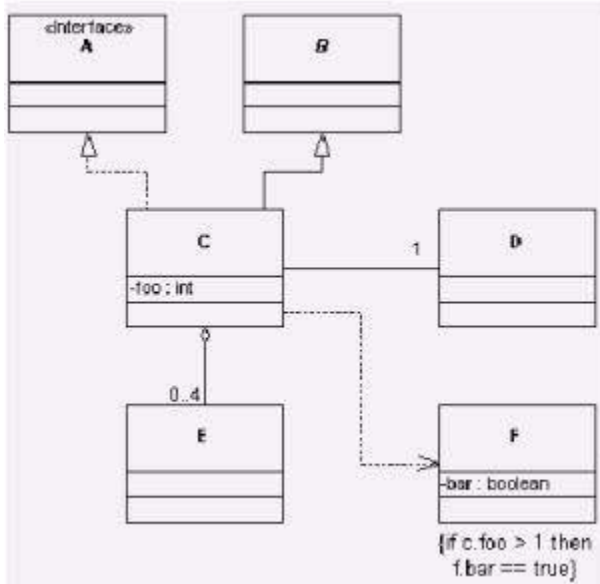 «interface»
A
B
C
-foo : int
1
D
0..4
E
F
-bar : boolean
{if c.foo > 1 then
f.bar == true}